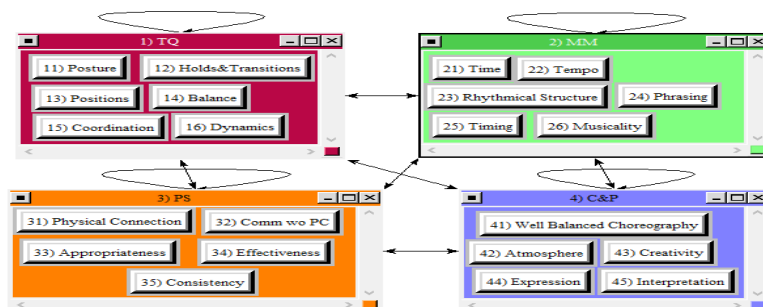 1) TQ
11) Posture
12) Holds&Transitions
13) Positions
14) Balance
15) Coordination
16) Dynamics
2) MM
21) Time
22) Tempo
23) Rhythmical Structure
24) Phrasing
25) Timing
26) Musicality
3) PS
31) Physical Connection
32) Comm wo PC
33) Appropriateness
34) Effectiveness
35) Consistency
4) C&P
41) Well Balanced Choreography
42) Atmosphere
43) Creativity
44) Expression
45) Interpretation